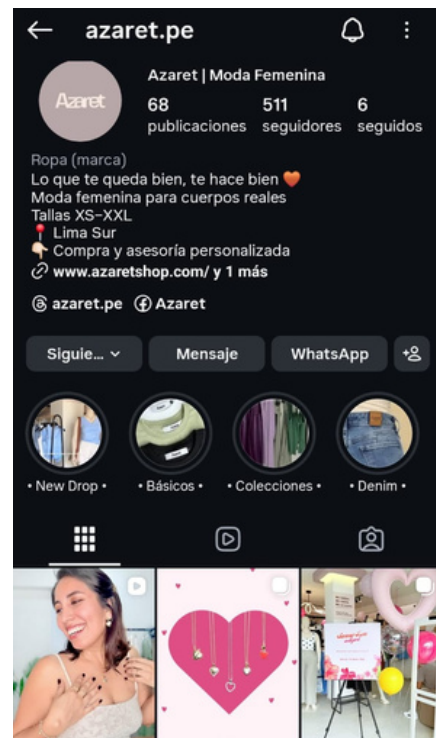 azaret.pe
Azaret
Azaret | Moda Femenina
68 511 6
publicaciones seguidores seguidos
Ropa (marca)
Lo que te queda bien, te hace bien
Moda femenina para cuerpos reales
Tallas XS–XXL
Lima Sur
Compra y asesoría personalizada
www.azaretshop.com/ y 1 más
azaret.pe Azaret
Siguie... Mensaje WhatsApp
• New Drop • • Básicos • • Colecciones • • Denim •